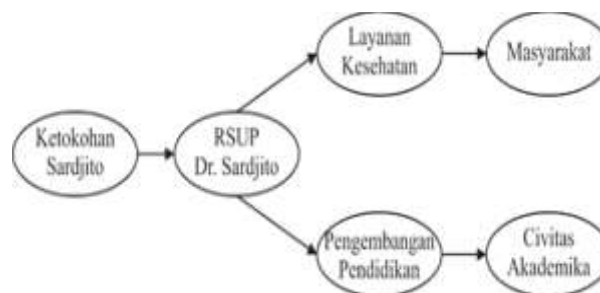 Layanan
Kesehatan
Masyarakat
Ketokohan
Sardjito
RSUP
Dr. Sardjito
Pengembangan
Pendidikan
Civitas
Akademika